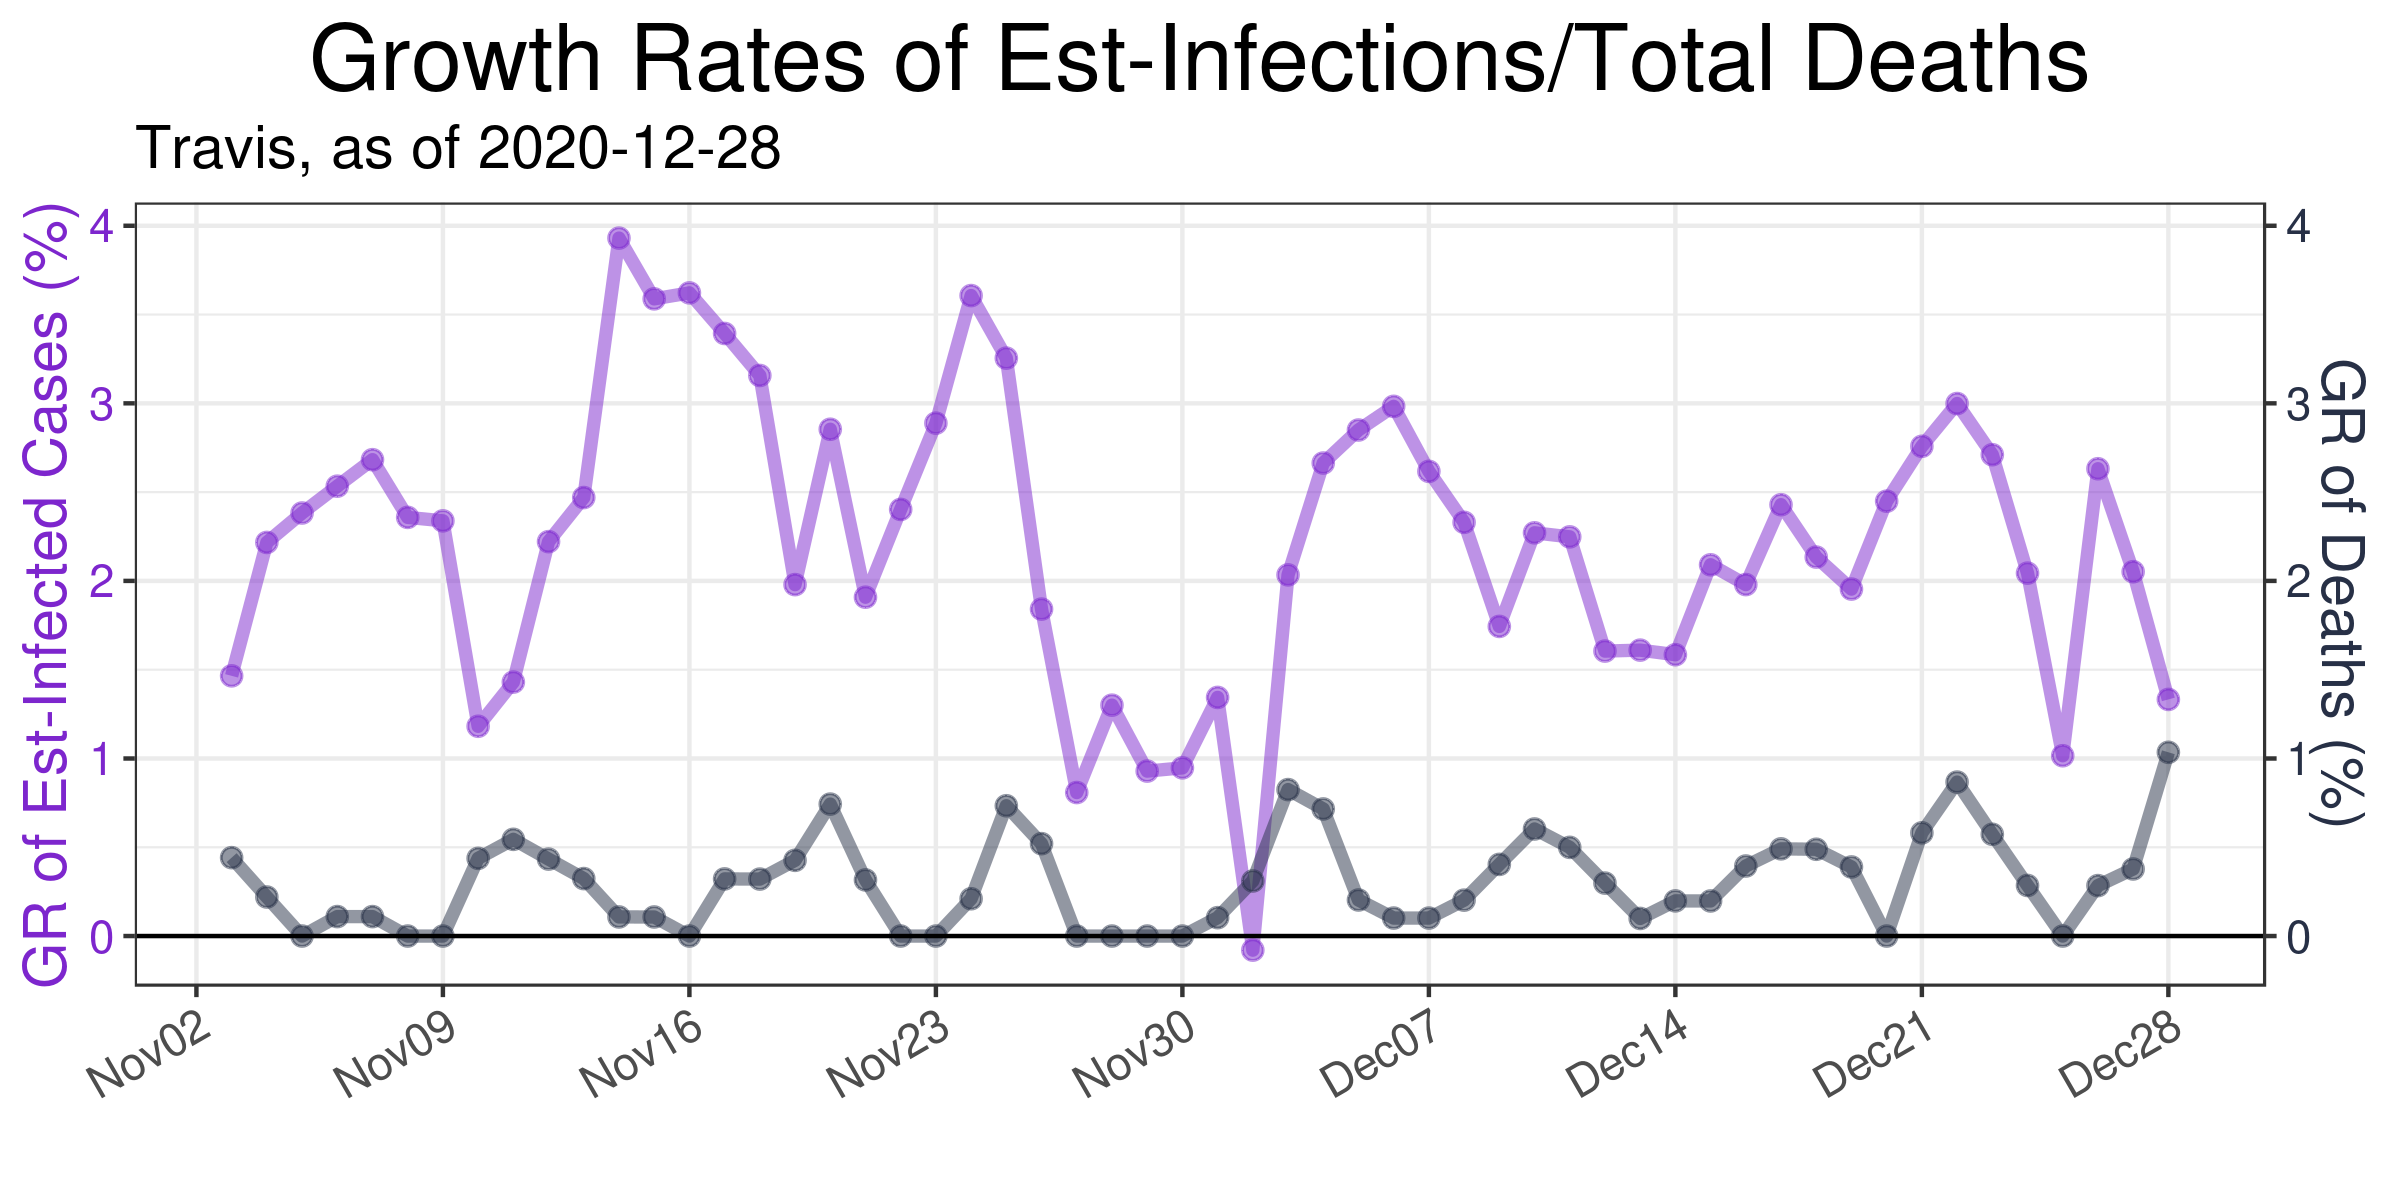 Growth Rates of Est-Infections/Total Deaths
Travis, as of 2020-12-28
GR of Est-Infected Cases (%)
4
3
2
1
0
4
3
2
1
0
GR of Deaths (%)
Nov02
Nov09
Nov16
Nov23
Nov30
Dec07
Dec14
Dec21
Dec28